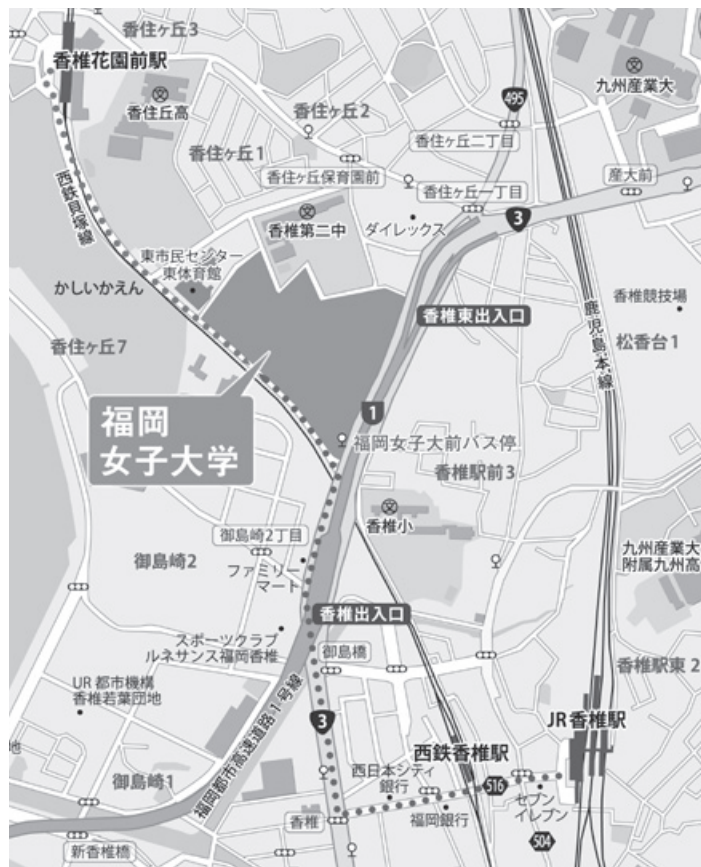 香住ヶ丘3
香椎花園前駅
文
九州産業大
文
香住丘高
香住ヶ丘2
495
香住ヶ丘二丁目
香住ヶ丘1
香住ヶ丘保育園前
香住ヶ丘一丁目
産大前
西鉄貝塚線
文
香椎第二中
ダイレックス
3
東市民センター
東体育館
かしいかえん
香椎東出入口
香椎競技場
鹿児島本線
松香台1
香住ヶ丘7
福岡
女子大学
1
福岡女子大前バス停
香椎駅前3
文
香椎小
御島崎2丁目
御島崎2
ファミリー
マート
九州産業大
附属九州高
香椎出入口
スポーツクラブ
ルネサンス福岡香椎
御島橋
香椎駅東2
UR都市機構
香椎若葉団地
福岡都市高速道路1号線
3
JR香椎駅
西鉄香椎駅
地
御島崎1
西日本シティ
銀行
516
セブン
イレブン
香椎
福岡銀行
504
新香椎橋